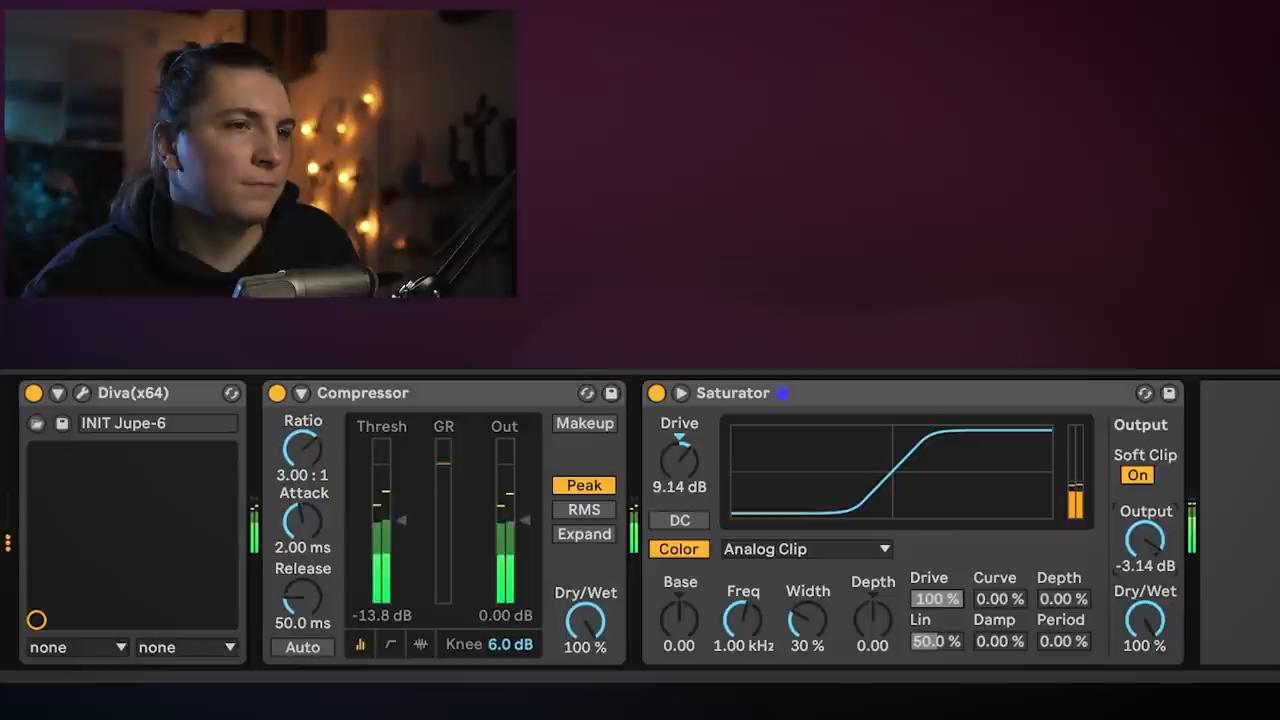 Diva(x64)
INIT Jupe-6
none
none
Compressor
Ratio
3.00 : 1
Attack
2.00 ms
Release
50.0 ms
Auto
Thresh
GR
Out
-13.8 dB
0.00 dB
Knee 6.0 dB
Makeup
Peak
RMS
Expand
Dry/Wet
100 %
Saturator
Drive
9.14 dB
DC
Color
Analog Clip
Base
0.00
Freq
1.00 kHz
Width
30 %
Depth
0.00
Drive
100 %
Curve
0.00 %
Depth
0.00 %
Lin
50.0 %
Damp
0.00 %
Period
0.00 %
Output
Soft Clip
On
Output
-3.14 dB
Dry/Wet
100 %